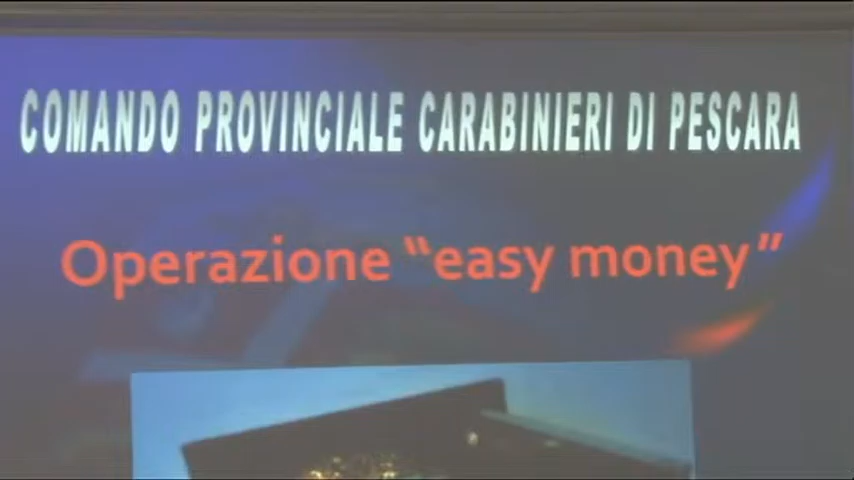 COMANDO PROVINCIALE CARABINIERI DI PESCARA
Operazione “easy money”